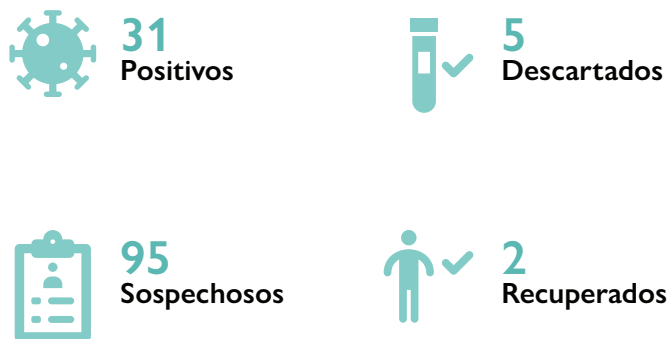 31
Positivos
5
Descartados
95
Sospechosos
2
Recuperados